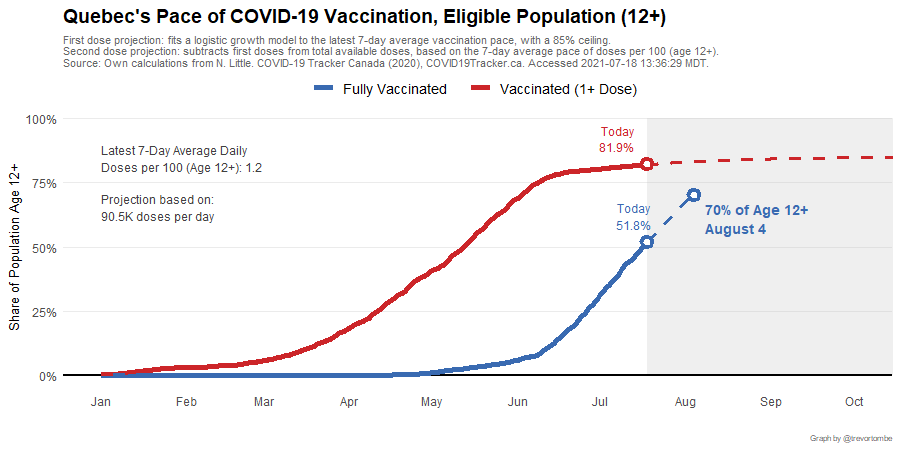 Quebec's Pace of COVID-19 Vaccination, Eligible Population (12+)
First dose projection: fits a logistic growth model to the latest 7-day average vaccination pace, with a 85% ceiling.
Second dose projection: subtracts first doses from total available doses, based on the 7-day average pace of doses per 100 (age 12+).
Source: Own calculations from N. Little. COVID-19 Tracker Canada (2020), COVID19Tracker.ca. Accessed 2021-07-18 13:36:29 MDT.
Fully Vaccinated
Vaccinated (1+ Dose)
Share of Population Age 12+
100%
75%
50%
25%
0%
Latest 7-Day Average Daily
Doses per 100 (Age 12+): 1.2
Projection based on:
90.5K doses per day
Today
81.9%
Today
51.8%
70% of Age 12+
August 4
Jan
Feb
Mar
Apr
May
Jun
Jul
Aug
Sep
Oct
Graph by @trevortombe